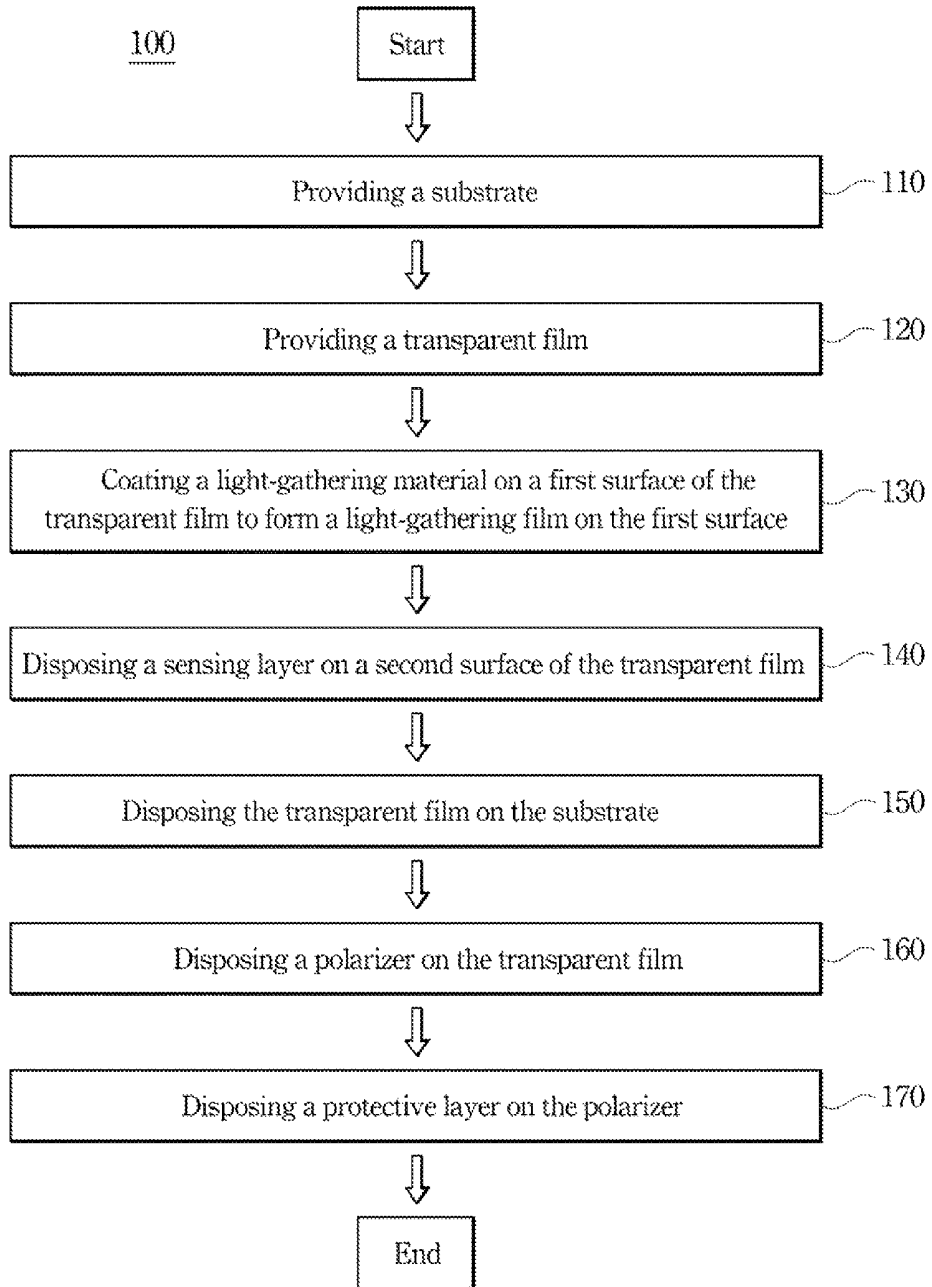 100
Start
Providing a substrate
110
Providing a transparent film
120
Coating a light-gathering material on a first surface of the
transparent film to form a light-gathering film on the first surface
130
Disposing a sensing layer on a second surface of the transparent film
140
Disposing the transparent film on the substrate
150
Disposing a polarizer on the transparent film
160
Disposing a protective layer on the polarizer
170
End